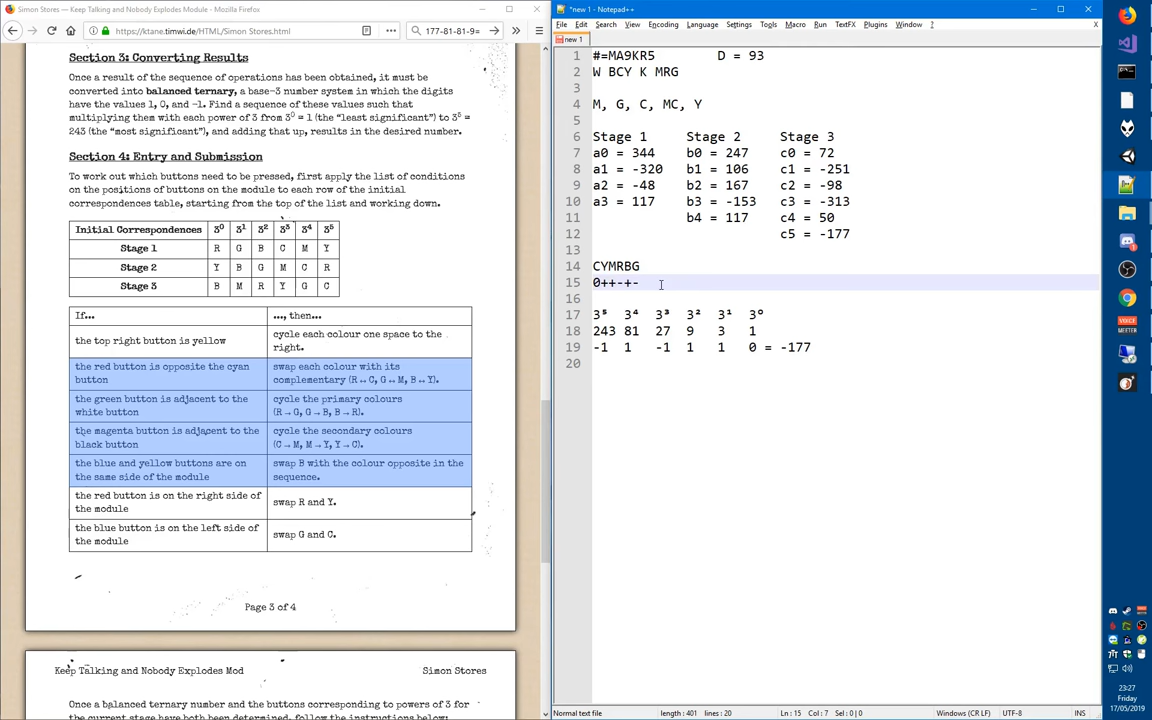 Simon Stores — Keep Talking and Nobody Explodes Module - Mozilla Firefox
https://ktane.timwi.de/HTML/Simon Stores.html
177-81-81-9=
Section 3: Converting Results
Once a result of the sequence of operations has been obtained, it must be
converted into balanced ternary, a base-3 number system in which the digits
have the values 1, 0, and -1. Find a sequence of these values such that
multiplying them with each power of 3 from 3⁰ = 1 (the "least significant") to 3⁵ =
243 (the "most significant"), and adding that up, results in the desired number.
Section 4: Entry and Submission
To work out which buttons need to be pressed, first apply the list of conditions
on the positions of buttons on the module to each row of the initial
correspondences table, starting from the top of the list and working down.
Initial Correspondences 3⁰ 3¹ 3² 3³ 3⁴ 3⁵
Stage 1 R G B C M Y
Stage 2 Y B G M C R
Stage 3 B M R Y G C
If... ..., then...
the top right button is yellow
cycle each colour one space to the
right.
the red button is opposite the cyan
button
swap each colour with its
complementary (R↔C, G↔M, B↔Y).
the green button is adjacent to the
white button
cycle the primary colours
(R→G, G→B, B→R).
the magenta button is adjacent to the
black button
cycle the secondary colours
(C→M, M→Y, Y→C).
the blue and yellow buttons are on
the same side of the module
swap B with the colour opposite in the
sequence.
the red button is on the right side of
the module
swap R and Y.
the blue button is on the left side of
the module
swap G and C.
Page 3 of 4
Keep Talking and Nobody Explodes Mod Simon Stores
Once a balanced ternary number and the buttons corresponding to powers of 3 for
the current stage have both been determined, follow the instructions below:
*new 1 - Notepad++
File Edit Search View Encoding Language Settings Tools Macro Run TextFX Plugins Window ?
new 1
1 #=MA9KR5 D = 93
2 W BCY K MRG
3
4 M, G, C, MC, Y
5
6 Stage 1 Stage 2 Stage 3
7 a0 = 344 b0 = 247 c0 = 72
8 a1 = -320 b1 = 106 c1 = -251
9 a2 = -48 b2 = 167 c2 = -98
10 a3 = 117 b3 = -153 c3 = -313
11 b4 = 117 c4 = 50
12 c5 = -177
13
14 CYMRBG
15 0++-+-
16
17 3⁵ 3⁴ 3³ 3² 3¹ 3⁰
18 243 81 27 9 3 1
19 -1 1 -1 1 1 0 = -177
20
Normal text file length : 401 lines : 20 Ln : 15 Col : 7 Sel : 0 | 0 Windows (CR LF) UTF-8 INS
23:27
Friday
17/05/2019